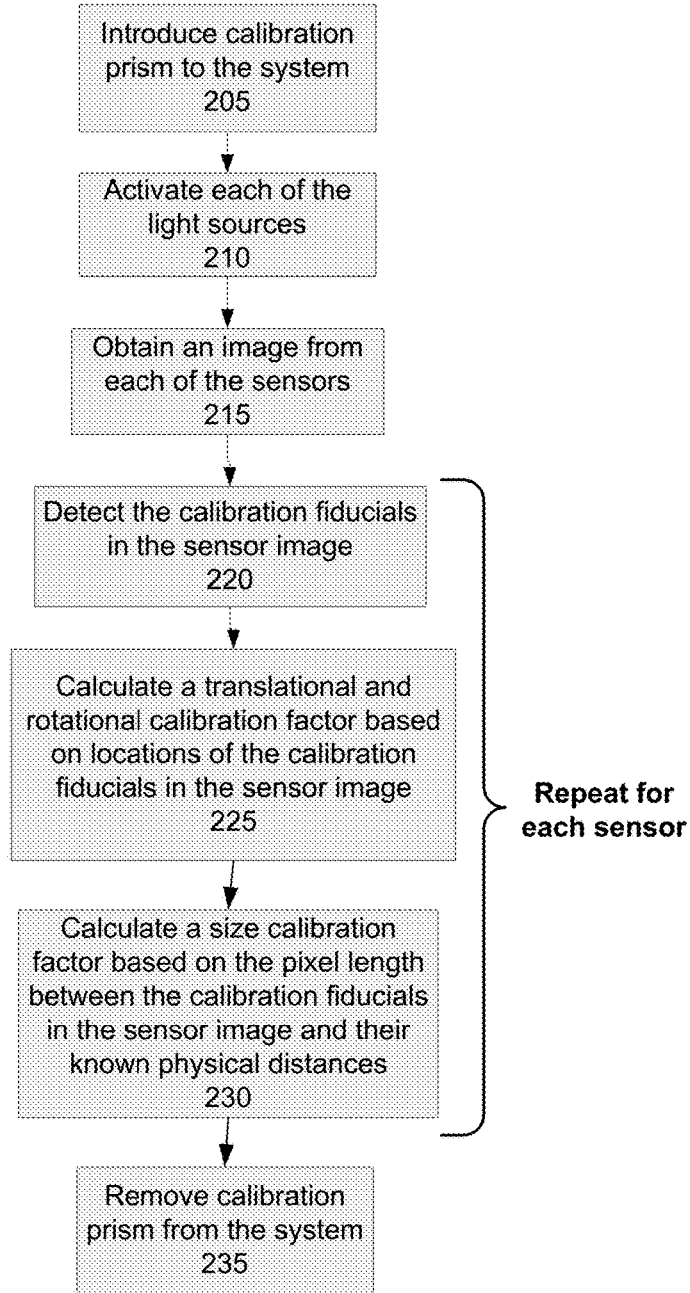 Introduce calibration
prism to the system
205
Activate each of the
light sources
210
Obtain an image from
each of the sensors
215
Detect the calibration fiducials
in the sensor image
220
Calculate a translational and
rotational calibration factor based
on locations of the calibration
fiducials in the sensor image
225
Repeat for
each sensor
Calculate a size calibration
factor based on the pixel length
between the calibration fiducials
in the sensor image and their
known physical distances
230
Remove calibration
prism from the system
235